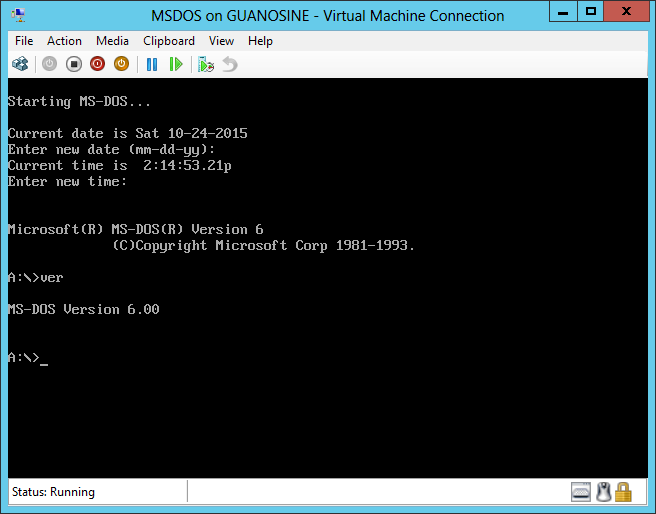 MSDOS on GUANOSINE - Virtual Machine Connection
File Action Media Clipboard View Help
Starting MS-DOS...
Current date is Sat 10-24-2015
Enter new date (mm-dd-yy):
Current time is  2:14:53.21p
Enter new time:
Microsoft(R) MS-DOS(R) Version 6
(C)Copyright Microsoft Corp 1981-1993.
A:\>ver
MS-DOS Version 6.00
A:\>_
Status: Running